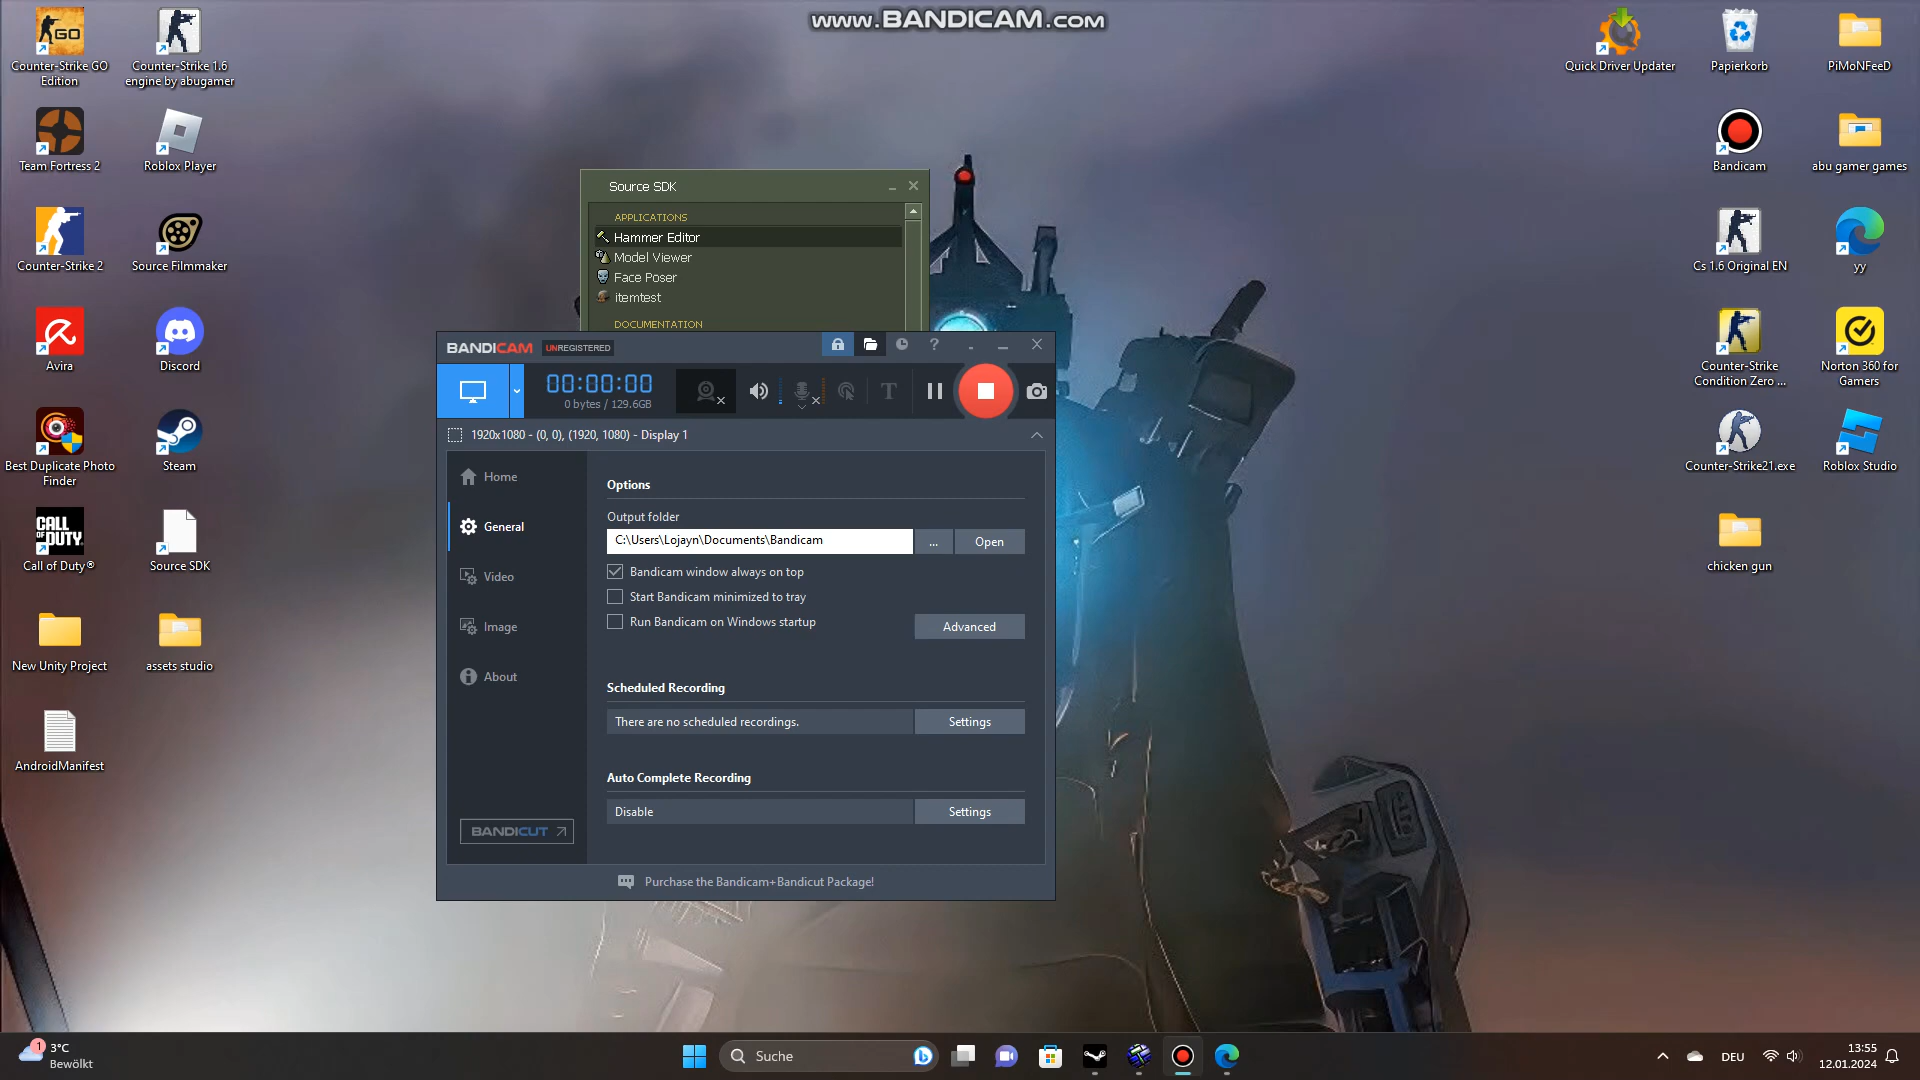 www.BANDICAM.com
Counter-Strike GO
Edition
Counter-Strike 1.6
engine by abugamer
Quick Driver Updater
Papierkorb
PiMoNFeeD
Team Fortress 2
Roblox Player
Bandicam
abu gamer games
Counter-Strike 2
Source Filmmaker
Cs 1.6 Original EN
yy
Avira
Discord
Counter-Strike
Condition Zero ...
Norton 360 for
Gamers
Best Duplicate Photo
Finder
Steam
Counter-Strike21.exe
Roblox Studio
CALL OF DUTY
Call of Duty®
Source SDK
chicken gun
New Unity Project
assets studio
AndroidManifest
Source SDK
APPLICATIONS
Hammer Editor
Model Viewer
Face Poser
itemtest
DOCUMENTATION
BANDICAM UNREGISTERED
00:00:00
0 bytes / 129.6GB
1920x1080 - (0, 0), (1920, 1080) - Display 1
Home
General
Video
Image
About
BANDICUT
Options
Output folder
C:\Users\Lojayn\Documents\Bandicam
...
Open
Bandicam window always on top
Start Bandicam minimized to tray
Run Bandicam on Windows startup
Advanced
Scheduled Recording
There are no scheduled recordings.
Settings
Auto Complete Recording
Disable
Settings
Purchase the Bandicam+Bandicut Package!
1
3°C
Bewölkt
Suche
DEU
13:55
12.01.2024